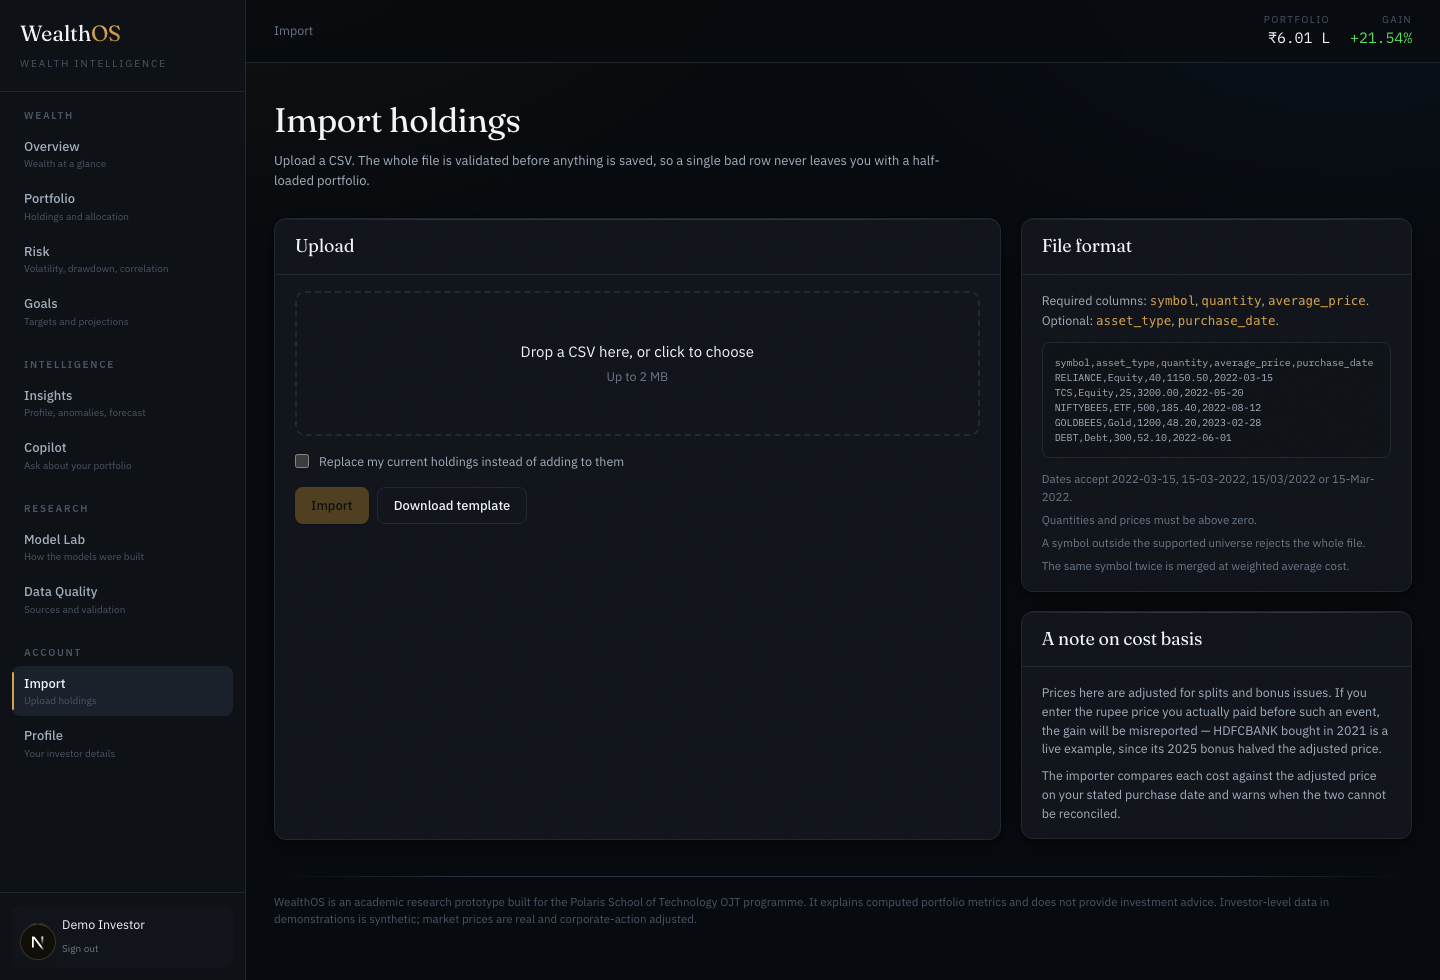 WealthOS
WEALTH INTELLIGENCE
WEALTH
Overview
Wealth at a glance
Portfolio
Holdings and allocation
Risk
Volatility, drawdown, correlation
Goals
Targets and projections
INTELLIGENCE
Insights
Profile, anomalies, forecast
Copilot
Ask about your portfolio
RESEARCH
Model Lab
How the models were built
Data Quality
Sources and validation
ACCOUNT
Import
Upload holdings
Profile
Your investor details
N
Demo Investor
Sign out
Import
PORTFOLIO
₹6.01 L
GAIN
+21.54%
Import holdings
Upload a CSV. The whole file is validated before anything is saved, so a single bad row never leaves you with a half-
loaded portfolio.
Upload
Drop a CSV here, or click to choose
Up to 2 MB
Replace my current holdings instead of adding to them
Import
Download template
File format
Required columns: symbol, quantity, average_price.
Optional: asset_type, purchase_date.
symbol,asset_type,quantity,average_price,purchase_date
RELIANCE,Equity,40,1150.50,2022-03-15
TCS,Equity,25,3200.00,2022-05-20
NIFTYBEES,ETF,500,185.40,2022-08-12
GOLDBEES,Gold,1200,48.20,2023-02-28
DEBT,Debt,300,52.10,2022-06-01
Dates accept 2022-03-15, 15-03-2022, 15/03/2022 or 15-Mar-
2022.
Quantities and prices must be above zero.
A symbol outside the supported universe rejects the whole file.
The same symbol twice is merged at weighted average cost.
A note on cost basis
Prices here are adjusted for splits and bonus issues. If you
enter the rupee price you actually paid before such an event,
the gain will be misreported — HDFCBANK bought in 2021 is a
live example, since its 2025 bonus halved the adjusted price.
The importer compares each cost against the adjusted price
on your stated purchase date and warns when the two cannot
be reconciled.
WealthOS is an academic research prototype built for the Polaris School of Technology OJT programme. It explains computed portfolio metrics and does not provide investment advice. Investor-level data in
demonstrations is synthetic; market prices are real and corporate-action adjusted.